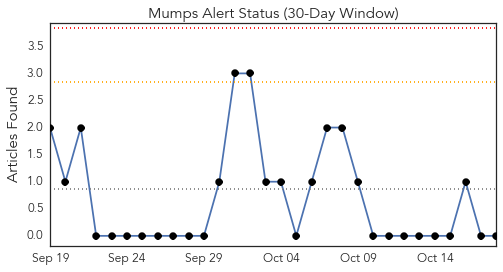 Mumps Alert Status (30-Day Window)
Articles Found
3.5
3.0
2.5
2.0
1.5
1.0
0.5
0.0
Sep 19 Sep 24 Sep 29 Oct 04 Oct 09 Oct 14